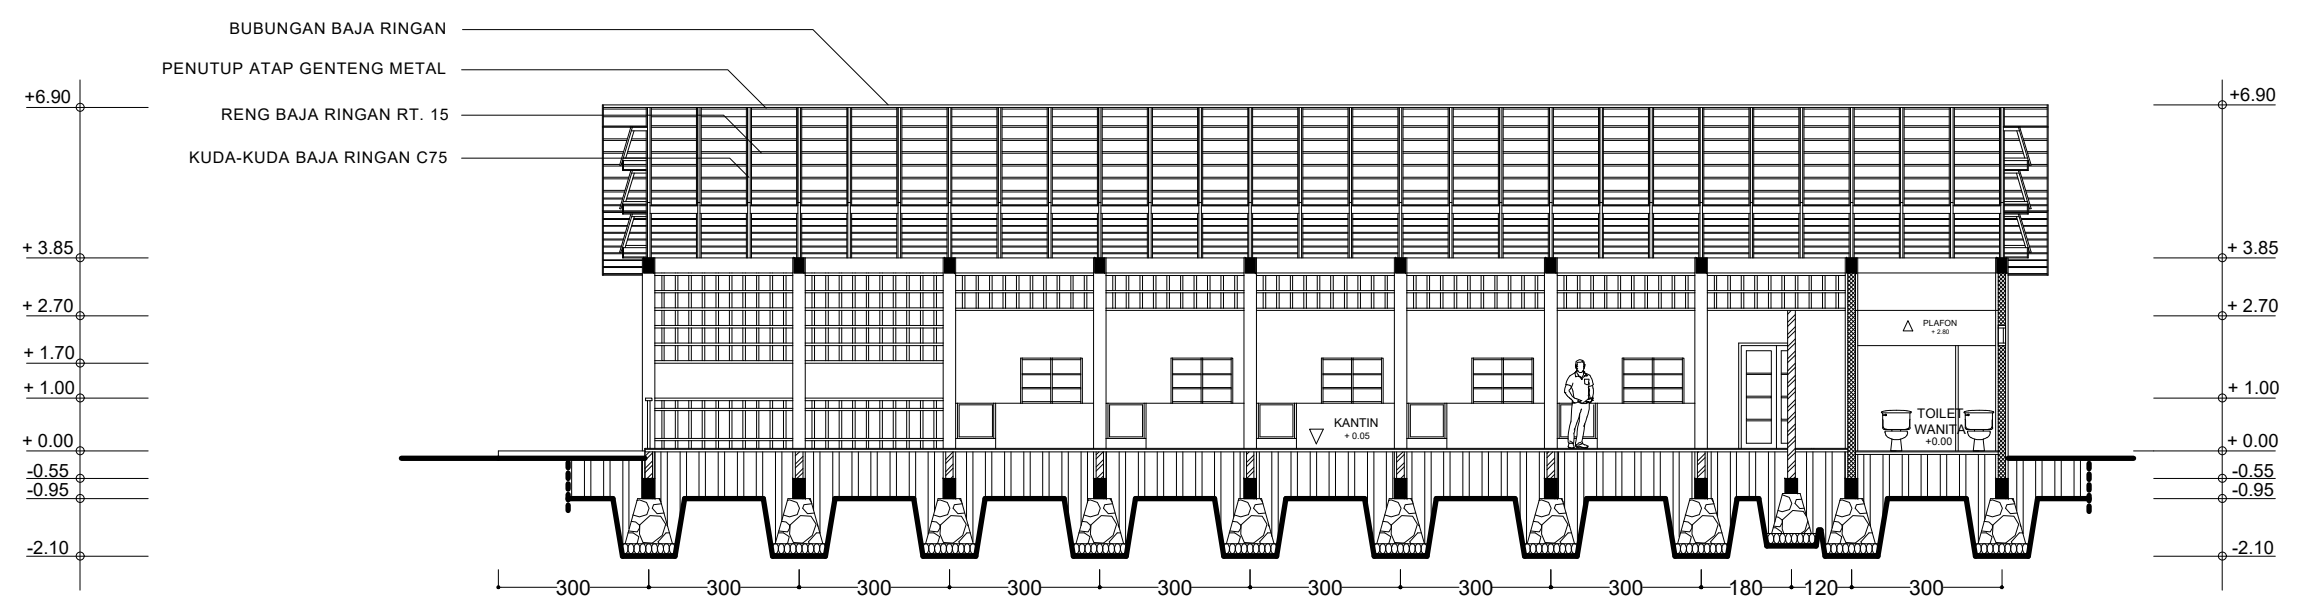 BUBUNGAN BAJA RINGAN
PENUTUP ATAP GENTENG METAL
RENG BAJA RINGAN RT. 15
KUDA-KUDA BAJA RINGAN C75
+6.90
+ 3.85
+ 2.70
+ 1.70
+ 1.00
+ 0.00
-0.55
-0.95
-2.10
+6.90
+ 3.85
+ 2.70
+ 1.00
+ 0.00
-0.55
-0.95
-2.10
PLAFON
+ 2.80
KANTIN
+ 0.05
TOILET
WANITA
+0.00
300 300 300 300 300 300 300 300 180 120 300